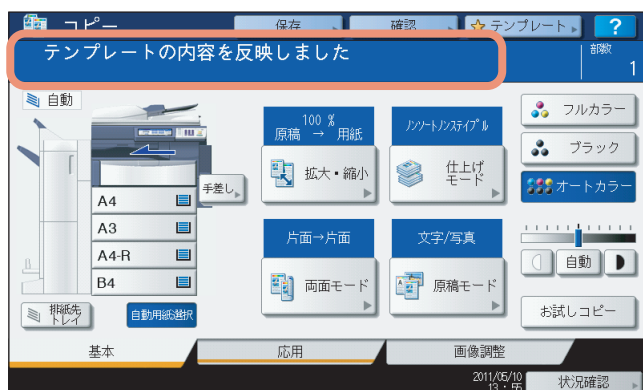 コピー
保存
確認
テンプレート
?
テンプレートの内容を反映しました
部数
1
自動
手差し
A4
A3
A4-R
B4
排紙先
トレイ
自動用紙選択
100 %
原稿 → 用紙
拡大・縮小
ノンソートノンステイプル
仕上げ
モード
片面→片面
両面モード
文字/写真
原稿モード
フルカラー
ブラック
オートカラー
自動
お試しコピー
基本
応用
画像調整
2011/05/10
13:55
状況確認